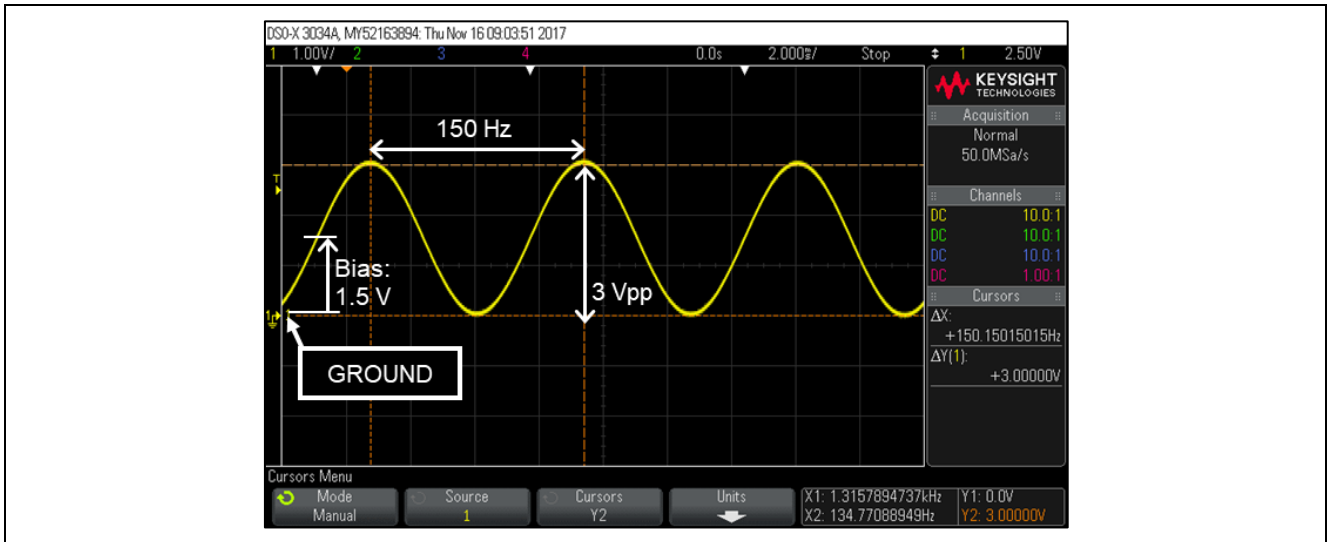 DSO-X 3034A, MY52163894: Thu Nov 16 09:03:51 2017
1 1.00V/ 2 3 4 0.0s 2.000s/ Stop 1 2.50V
KEYSIGHT
TECHNOLOGIES
Acquisition
Normal
50.0MSa/s
Channels
DC 10.0:1
DC 10.0:1
DC 10.0:1
DC 1.00:1
Cursors
ΔX:
+150.15015015Hz
ΔY(1):
+3.00000V
150 Hz
T
Bias:
1.5 V
3 Vpp
1
GROUND
Cursors Menu
Mode
Manual
Source
1
Cursors
Y2
Units
X1: 1.3157894737kHz
X2: 134.77088949Hz
Y1: 0.0V
Y2: 3.00000V